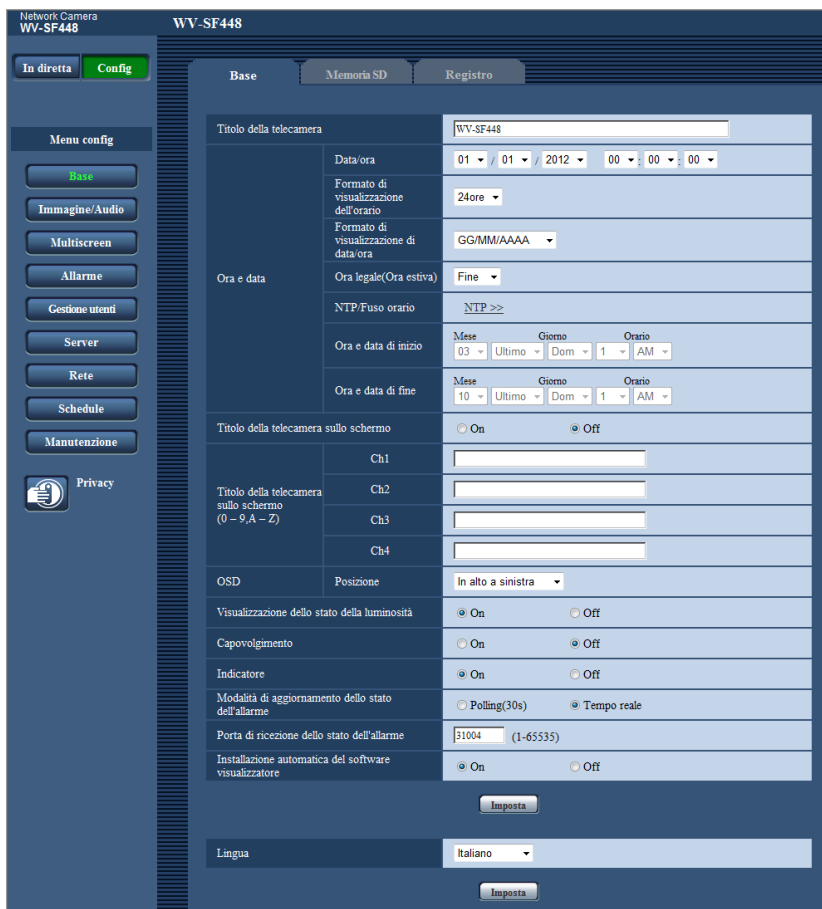 Network Camera
WV-SF448
WV-SF448
In diretta
Config
Menu config
Base
Immagine/Audio
Multiscreen
Allarme
Gestione utenti
Server
Rete
Schedule
Manutenzione
Privacy
Base
Memoria SD
Registro
Titolo della telecamera
WV-SF448
Ora e data
Data/ora
01 / 01 / 2012 00 : 00 : 00
Formato di
visualizzazione
dell'orario
24ore
Formato di
visualizzazione di
data/ora
GG/MM/AAAA
Ora legale(Ora estiva)
Fine
NTP/Fuso orario
NTP >>
Ora e data di inizio
Mese Giorno Orario
03 Ultimo Dom 1 AM
Ora e data di fine
Mese Giorno Orario
10 Ultimo Dom 1 AM
Titolo della telecamera sullo schermo
On Off
Titolo della telecamera
sullo schermo
(0 – 9,A – Z)
Ch1
Ch2
Ch3
Ch4
OSD
Posizione
In alto a sinistra
Visualizzazione dello stato della luminosità
On Off
Capovolgimento
On Off
Indicatore
On Off
Modalità di aggiornamento dello stato
dell'allarme
Polling(30s) Tempo reale
Porta di ricezione dello stato dell'allarme
31004 (1-65535)
Installazione automatica del software
visualizzatore
On Off
Imposta
Lingua
Italiano
Imposta